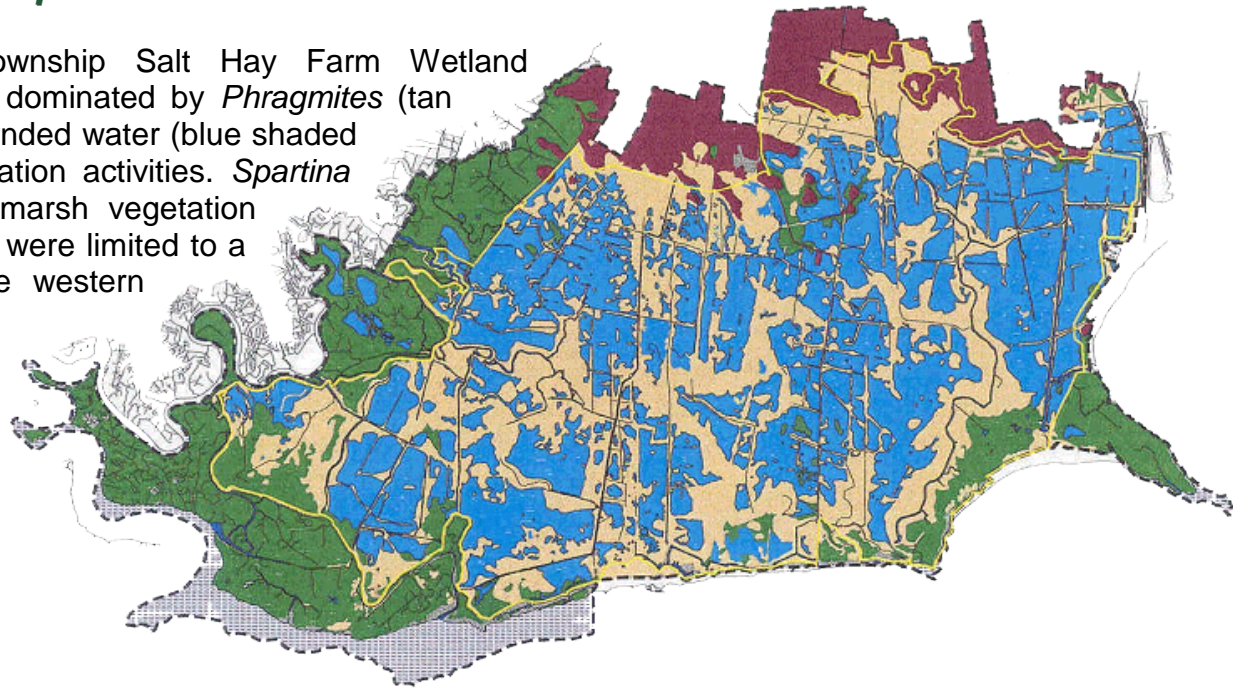 ownship Salt Hay Farm Wetland
dominated by Phragmites (tan
nded water (blue shaded
ation activities. Spartina
marsh vegetation
were limited to a
e western